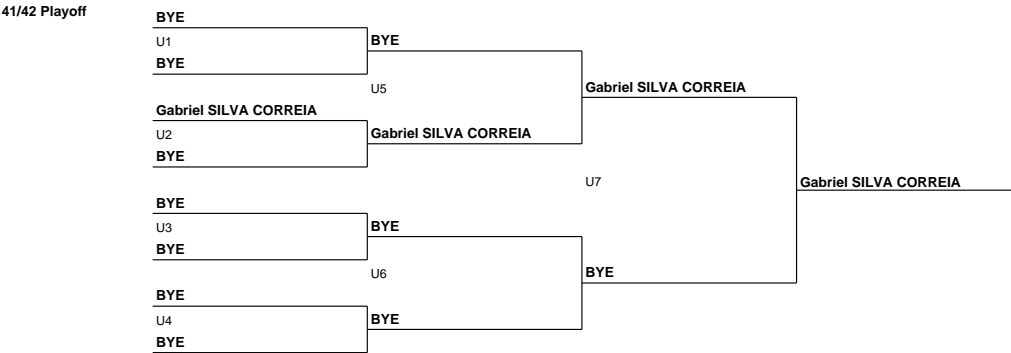 41/42 Playoff
BYE
U1
BYE
BYE
U5
Gabriel SILVA CORREIA
Gabriel SILVA CORREIA
U2
Gabriel SILVA CORREIA
BYE
U7
Gabriel SILVA CORREIA
BYE
U3
BYE
BYE
U6
BYE
BYE
U4
BYE
BYE